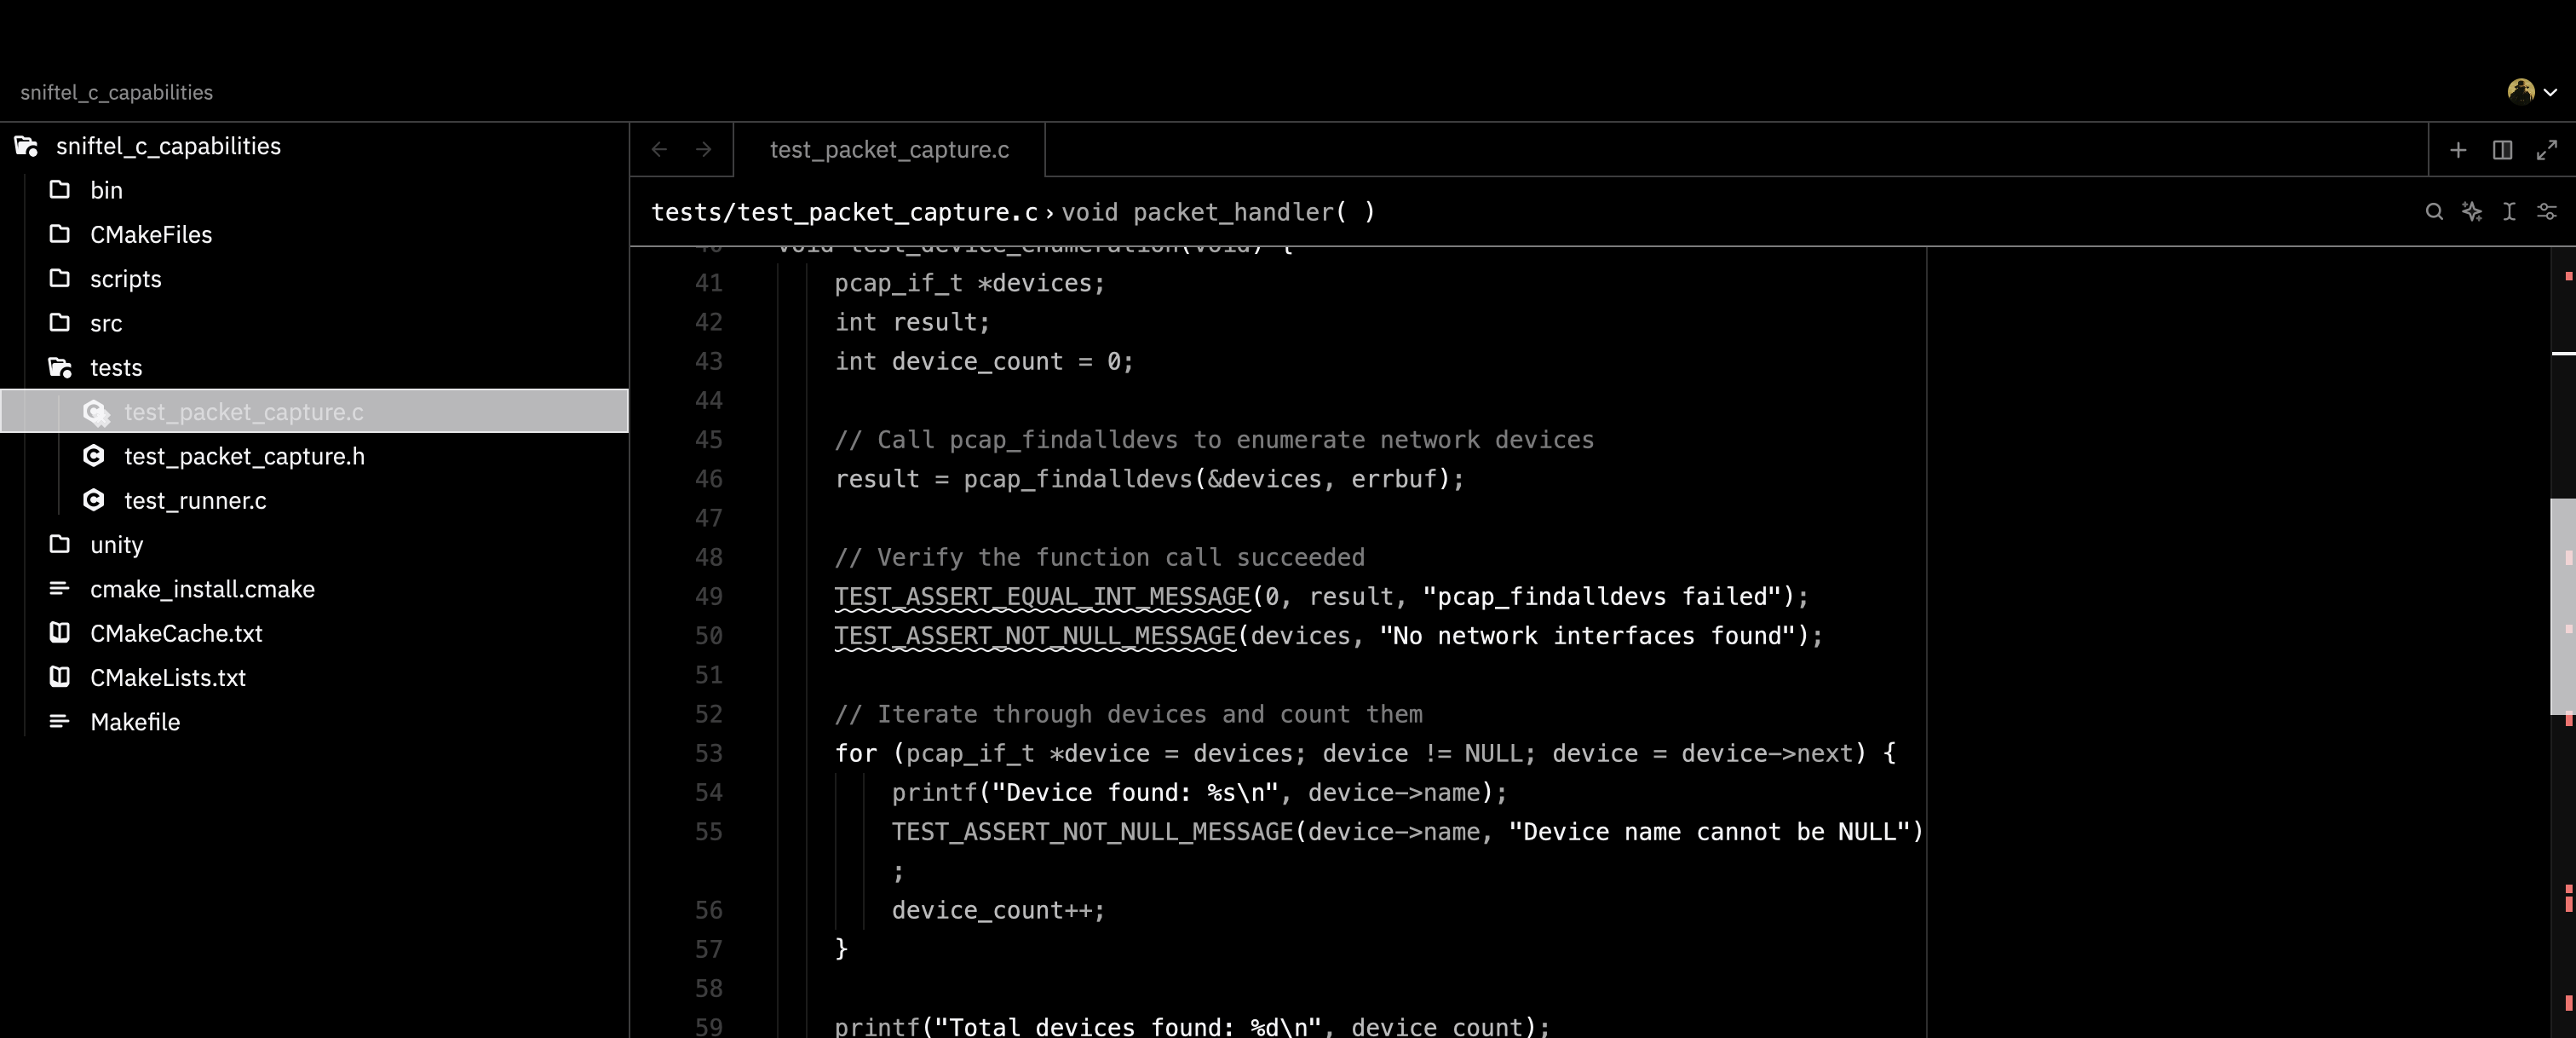 sniftel_c_capabilities
sniftel_c_capabilities
bin
CMakeFiles
scripts
src
tests
test_packet_capture.c
test_packet_capture.h
test_runner.c
unity
cmake_install.cmake
CMakeCache.txt
CMakeLists.txt
Makefile
test_packet_capture.c
tests/test_packet_capture.c › void packet_handler( )
40 void test_device_enumeration(void) {
41 pcap_if_t *devices;
42 int result;
43 int device_count = 0;
44
45 // Call pcap_findalldevs to enumerate network devices
46 result = pcap_findalldevs(&devices, errbuf);
47
48 // Verify the function call succeeded
49 TEST_ASSERT_EQUAL_INT_MESSAGE(0, result, "pcap_findalldevs failed");
50 TEST_ASSERT_NOT_NULL_MESSAGE(devices, "No network interfaces found");
51
52 // Iterate through devices and count them
53 for (pcap_if_t *device = devices; device != NULL; device = device->next) {
54 printf("Device found: %s\n", device->name);
55 TEST_ASSERT_NOT_NULL_MESSAGE(device->name, "Device name cannot be NULL")
;
56 device_count++;
57 }
58
59 printf("Total devices found: %d\n", device_count);